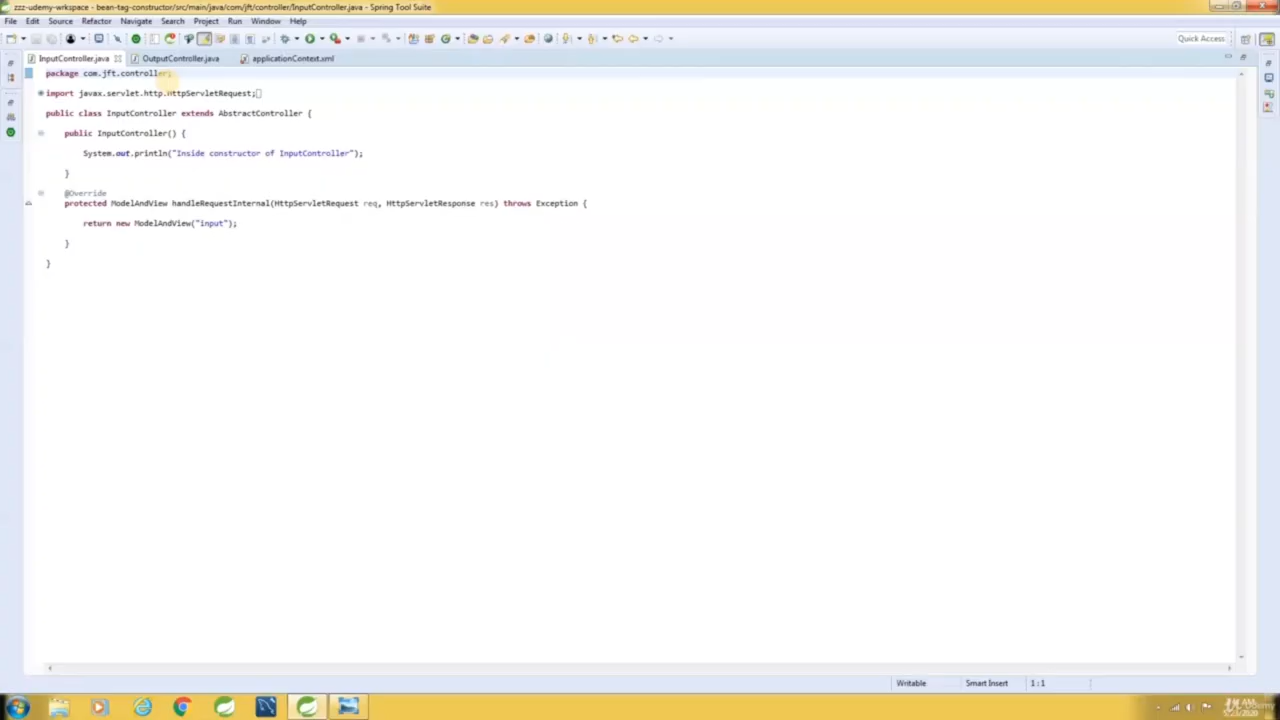 zzz-udemy-wrkspace - bean-tag-constructor/src/main/java/com/jft/controller/InputController.java - Spring Tool Suite
File Edit Source Refactor Navigate Search Project Run Window Help
Quick Access
InputController.java OutputController.java applicationContext.xml
package com.jft.controller;
import javax.servlet.http.HttpServletRequest;
public class InputController extends AbstractController {
public InputController() {
System.out.println("Inside constructor of InputController");
}
@Override
protected ModelAndView handleRequestInternal(HttpServletRequest req, HttpServletResponse res) throws Exception {
return new ModelAndView("input");
}
}
Writable Smart Insert 1 : 1
Udemy
5/23/2020